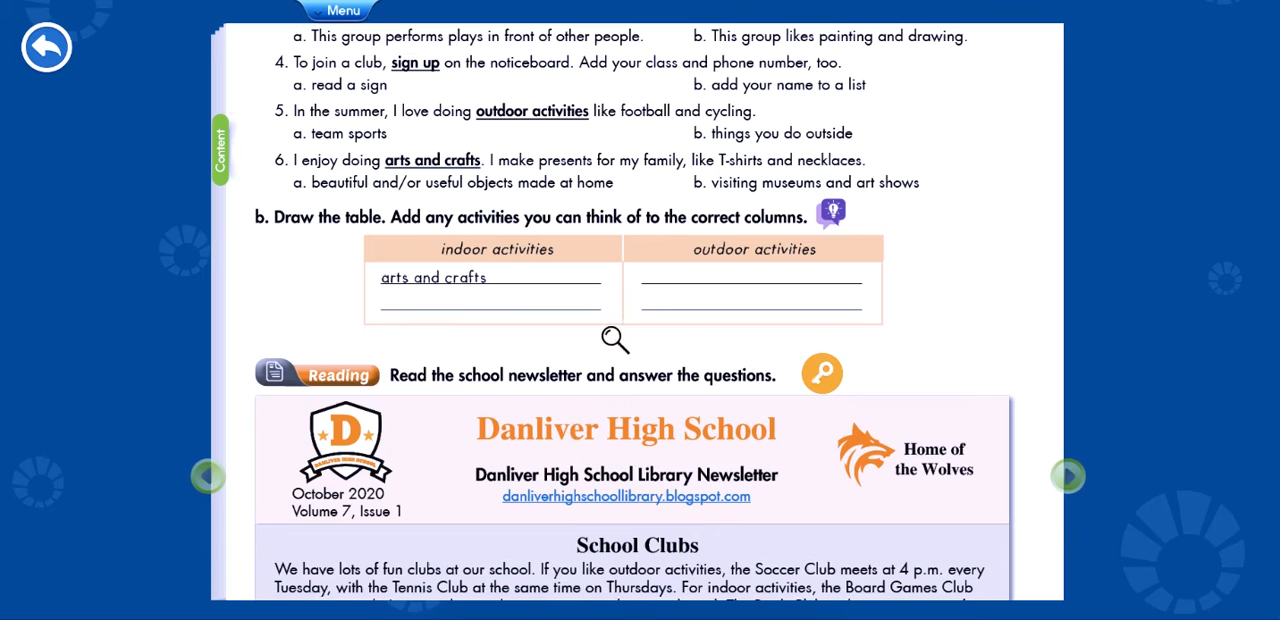 Menu
a. This group performs plays in front of other people. b. This group likes painting and drawing.
4. To join a club, sign up on the noticeboard. Add your class and phone number, too.
a. read a sign b. add your name to a list
5. In the summer, I love doing outdoor activities like football and cycling.
a. team sports b. things you do outside
Content
6. I enjoy doing arts and crafts. I make presents for my family, like T-shirts and necklaces.
a. beautiful and/or useful objects made at home b. visiting museums and art shows
b. Draw the table. Add any activities you can think of to the correct columns.
indoor activities outdoor activities
arts and crafts
Reading Read the school newsletter and answer the questions.
D
DANLIVER HIGH SCHOOL
Danliver High School
Home of
the Wolves
Danliver High School Library Newsletter
danliverhighschoollibrary.blogspot.com
October 2020
Volume 7, Issue 1
School Clubs
We have lots of fun clubs at our school. If you like outdoor activities, the Soccer Club meets at 4 p.m. every
Tuesday, with the Tennis Club at the same time on Thursdays. For indoor activities, the Board Games Club